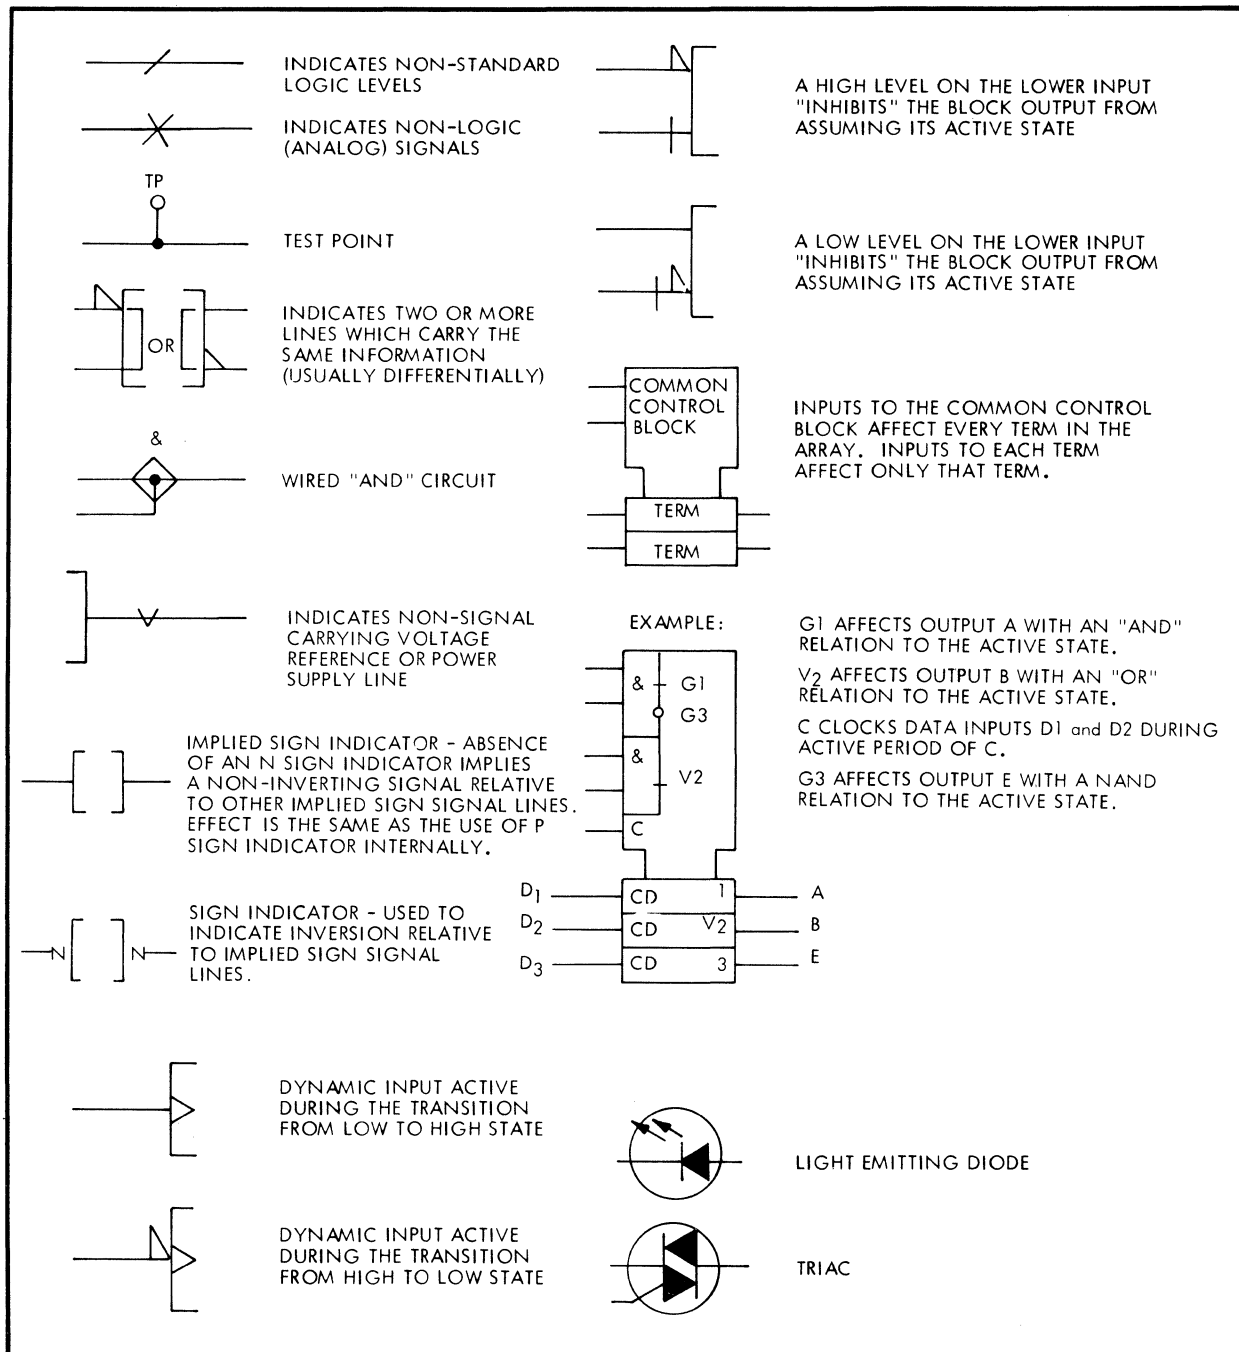 INDICATES NON-STANDARD
LOGIC LEVELS
INDICATES NON-LOGIC
(ANALOG) SIGNALS
TP
TEST POINT
OR
INDICATES TWO OR MORE
LINES WHICH CARRY THE
SAME INFORMATION
(USUALLY DIFFERENTIALLY)
&
WIRED "AND" CIRCUIT
INDICATES NON-SIGNAL
CARRYING VOLTAGE
REFERENCE OR POWER
SUPPLY LINE
IMPLIED SIGN INDICATOR - ABSENCE
OF AN N SIGN INDICATOR IMPLIES
A NON-INVERTING SIGNAL RELATIVE
TO OTHER IMPLIED SIGN SIGNAL LINES.
EFFECT IS THE SAME AS THE USE OF P
SIGN INDICATOR INTERNALLY.
N N
SIGN INDICATOR - USED TO
INDICATE INVERSION RELATIVE
TO IMPLIED SIGN SIGNAL
LINES.
DYNAMIC INPUT ACTIVE
DURING THE TRANSITION
FROM LOW TO HIGH STATE
DYNAMIC INPUT ACTIVE
DURING THE TRANSITION
FROM HIGH TO LOW STATE
A HIGH LEVEL ON THE LOWER INPUT
"INHIBITS" THE BLOCK OUTPUT FROM
ASSUMING ITS ACTIVE STATE
A LOW LEVEL ON THE LOWER INPUT
"INHIBITS" THE BLOCK OUTPUT FROM
ASSUMING ITS ACTIVE STATE
COMMON
CONTROL
BLOCK
TERM
TERM
INPUTS TO THE COMMON CONTROL
BLOCK AFFECT EVERY TERM IN THE
ARRAY. INPUTS TO EACH TERM
AFFECT ONLY THAT TERM.
EXAMPLE:
& G1
G3
& V2
C
D1 CD 1 A
D2 CD V2 B
D3 CD 3 E
G1 AFFECTS OUTPUT A WITH AN "AND"
RELATION TO THE ACTIVE STATE.
V2 AFFECTS OUTPUT B WITH AN "OR"
RELATION TO THE ACTIVE STATE.
C CLOCKS DATA INPUTS D1 and D2 DURING
ACTIVE PERIOD OF C.
G3 AFFECTS OUTPUT E WITH A NAND
RELATION TO THE ACTIVE STATE.
LIGHT EMITTING DIODE
TRIAC